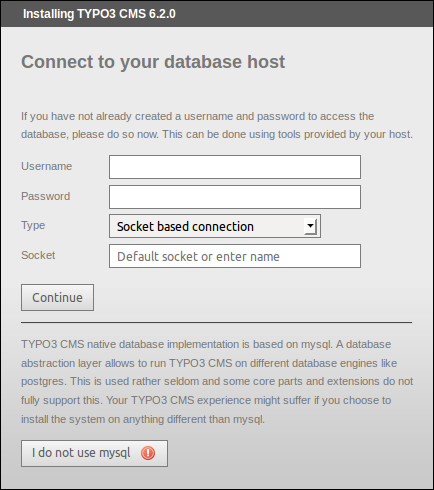 Installing TYPO3 CMS 6.2.0
Connect to your database host
If you have not already created a username and password to access the
database, please do so now. This can be done using tools provided by your host.
Username
Password
Type
Socket based connection
Socket
Default socket or enter name
Continue
TYPO3 CMS native database implementation is based on mysql. A database
abstraction layer allows to run TYPO3 CMS on different database engines like
postgres. This is used rather seldom and some core parts and extensions do not
fully support this. Your TYPO3 CMS experience might suffer if you choose to
install the system on anything different than mysql.
I do not use mysql